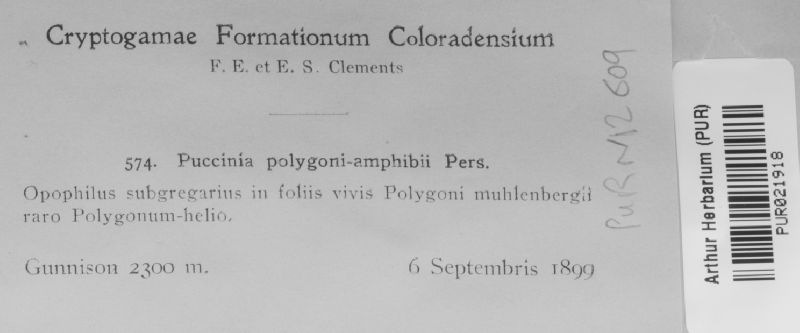 Cryptogamae Formationum Coloradensium
F. E. et E. S. Clements
574. Puccinia polygoni-amphibii Pers.
Opophilus subgregarius in foliis vivis Polygoni muhlenbergii
raro Polygonum-helio.
Gunnison 2300 m.
6 Septembris 1899
PUR N12609
Arthur Herbarium (PUR)
PUR021918